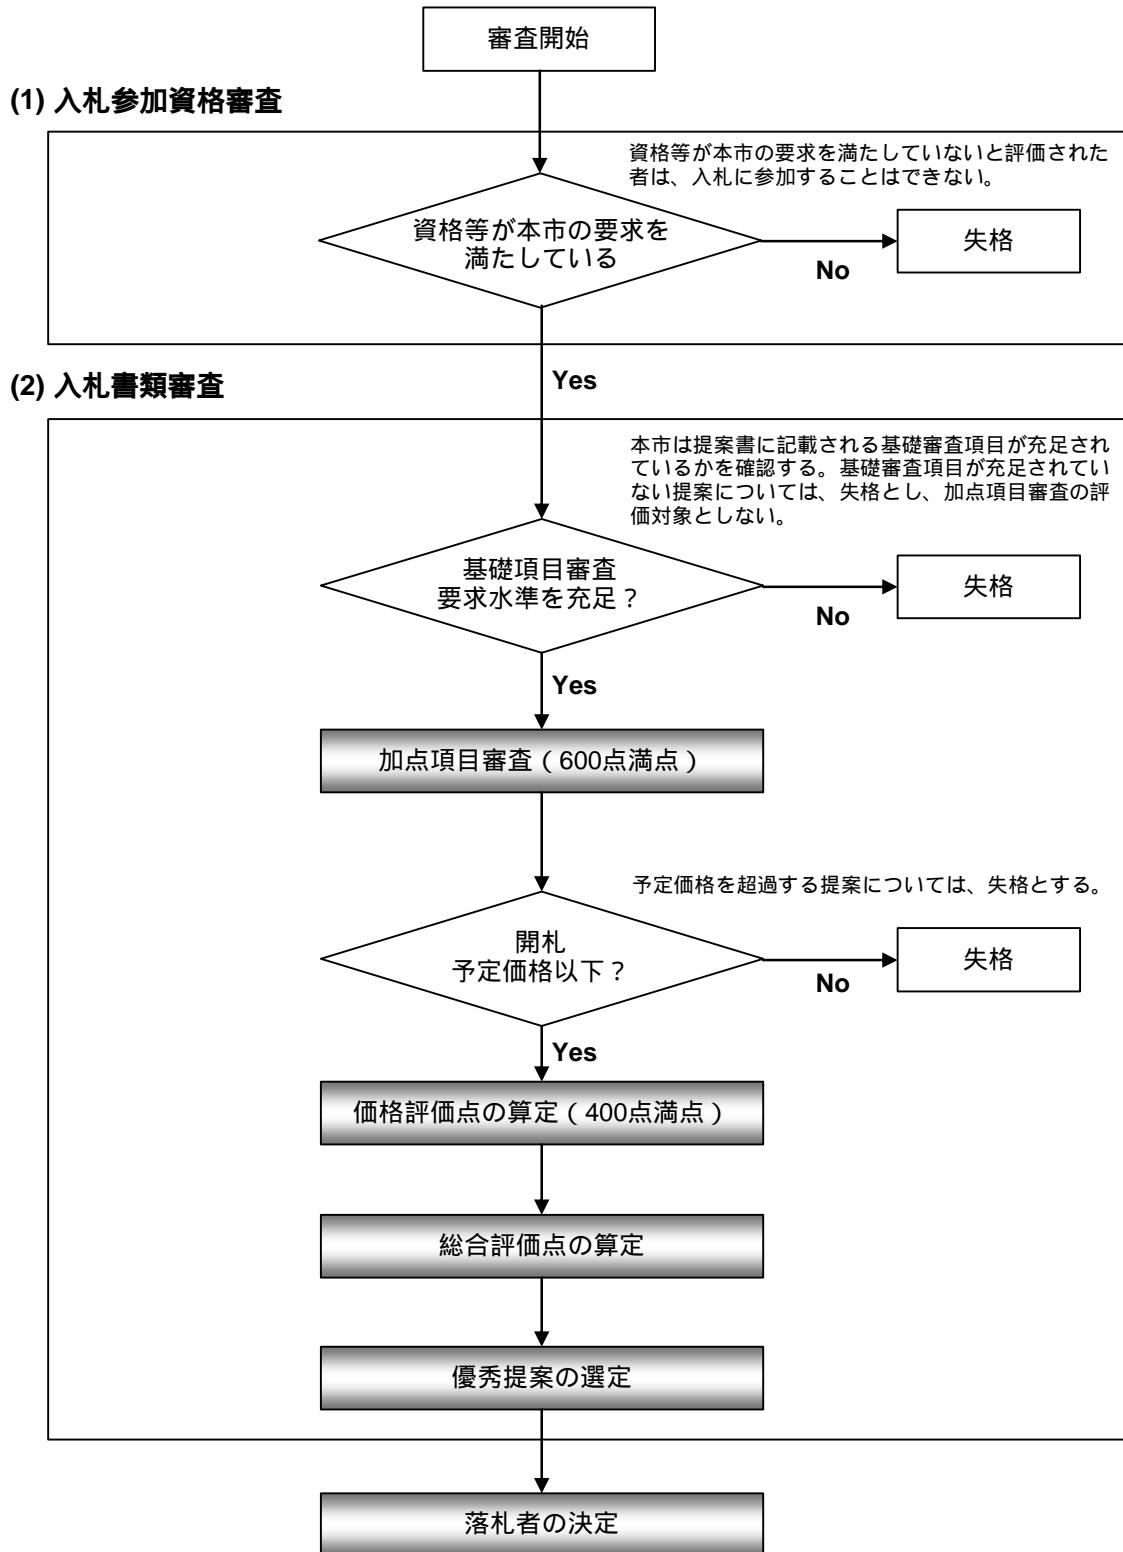 審査開始
(1) 入札参加資格審査
資格等が本市の要求を満たしていないと評価された
者は、入札に参加することはできない。
資格等が本市の要求を
満たしている
失格
No
Yes
(2) 入札書類審査
本市は提案書に記載される基礎審査項目が充足され
ているかを確認する。基礎審査項目が充足されてい
ない提案については、失格とし、加点項目審査の評
価対象としない。
基礎項目審査
要求水準を充足？
失格
No
Yes
加点項目審査（600点満点）
予定価格を超過する提案については、失格とする。
開札
予定価格以下？
失格
No
Yes
価格評価点の算定（400点満点）
総合評価点の算定
優秀提案の選定
落札者の決定